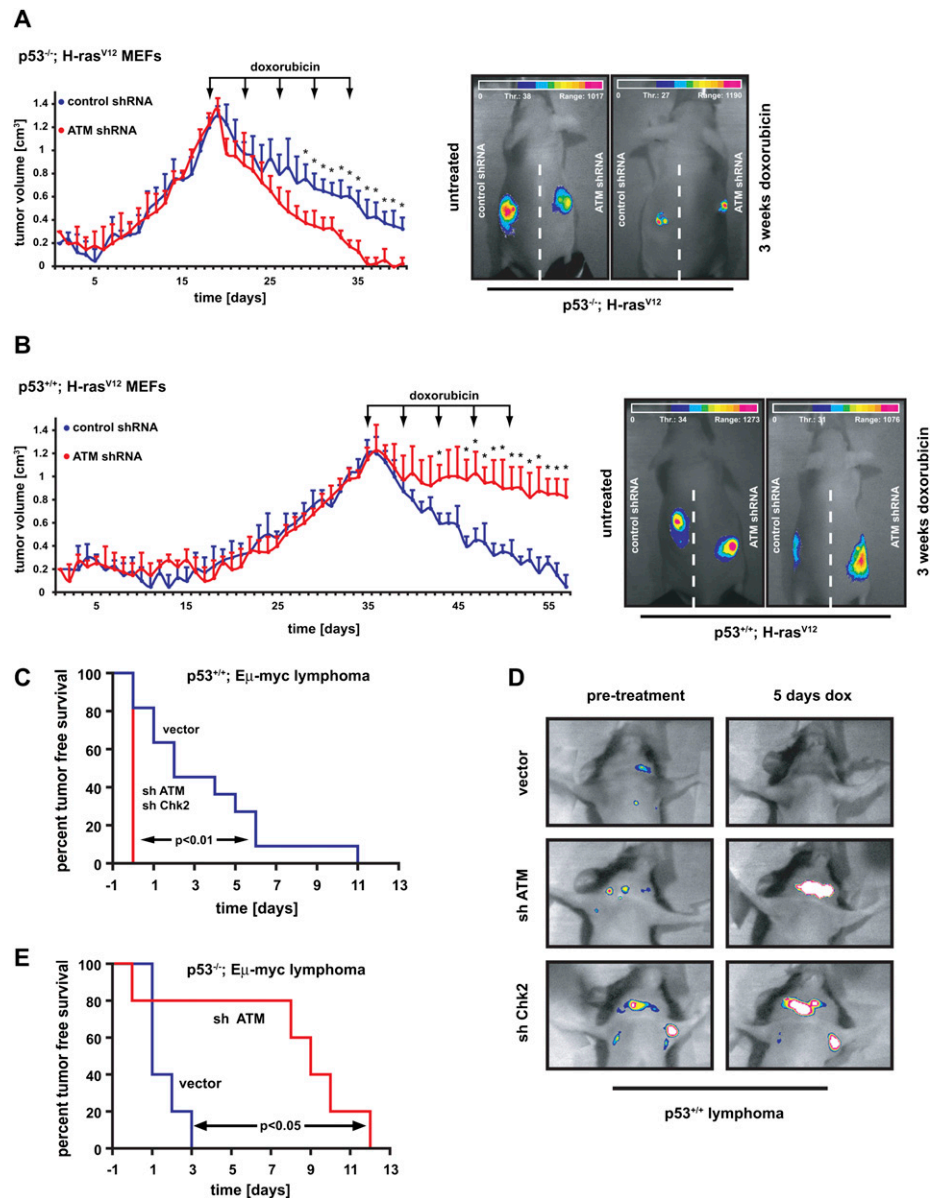 A
p53-/-; H-rasV12 MEFs
doxorubicin
control shRNA
ATM shRNA
tumor volume [cm3]
1.4
1.2
1.0
0.8
0.6
0.4
0.2
0
5
15
25
35
time [days]
* * * * * * * * * * *
untreated
control shRNA
ATM shRNA
control shRNA
ATM shRNA
3 weeks doxorubicin
0 Thr.: 38 Range: 1017
0 Thr.: 27 Range: 1190
p53-/-; H-rasV12
B
p53+/+; H-rasV12 MEFs
doxorubicin
control shRNA
ATM shRNA
tumor volume [cm3]
1.4
1.2
1.0
0.8
0.6
0.4
0.2
0
5
15
25
35
45
55
time [days]
untreated
control shRNA
ATM shRNA
control shRNA
ATM shRNA
3 weeks doxorubicin
0 Thr.: 34 Range: 1273
0 Thr.: 31 Range: 1076
p53+/+; H-rasV12
C
p53+/+; Eμ-myc lymphoma
percent tumor free survival
100
80
60
40
20
0
vector
sh ATM
sh Chk2
p<0.01
-1 1 3 5 7 9 11 13
time [days]
D
pre-treatment
5 days dox
vector
sh ATM
sh Chk2
p53+/+ lymphoma
E
p53-/-; Eμ-myc lymphoma
percent tumor free survival
100
80
60
40
20
0
sh ATM
vector
p<0.05
-1 1 3 5 7 9 11 13
time [days]